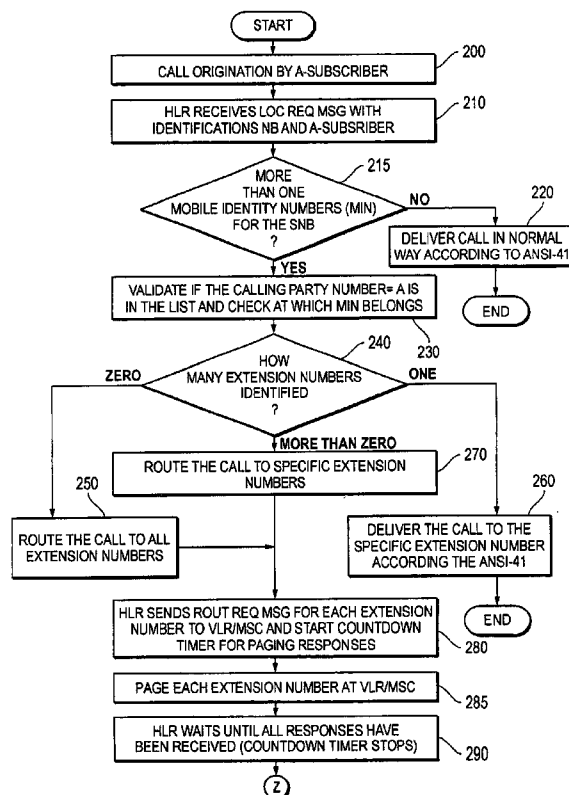 START
200
CALL ORIGINATION BY A-SUBSCRIBER
210
HLR RECEIVES LOC REQ MSG WITH
IDENTIFICATIONS NB AND A-SUBSRIBER
215
MORE
THAN ONE
MOBILE IDENTITY NUMBERS (MIN)
FOR THE SNB
?
NO
220
DELIVER CALL IN NORMAL
WAY ACCORDING TO ANSI-41
END
YES
VALIDATE IF THE CALLING PARTY NUMBER= A IS
IN THE LIST AND CHECK AT WHICH MIN BELONGS
230
240
HOW
MANY EXTENSION NUMBERS
IDENTIFIED
?
ZERO
ONE
MORE THAN ZERO
270
ROUTE THE CALL TO SPECIFIC EXTENSION
NUMBERS
250
ROUTE THE CALL TO ALL
EXTENSION NUMBERS
260
DELIVER THE CALL TO THE
SPECIFIC EXTENSION NUMBER
ACCORDING THE ANSI-41
END
HLR SENDS ROUT REQ MSG FOR EACH EXTENSION
NUMBER TO VLR/MSC AND START COUNTDOWN
TIMER FOR PAGING RESPONSES
280
PAGE EACH EXTENSION NUMBER AT VLR/MSC
285
HLR WAITS UNTIL ALL RESPONSES HAVE
BEEN RECEIVED (COUNTDOWN TIMER STOPS)
290
Z